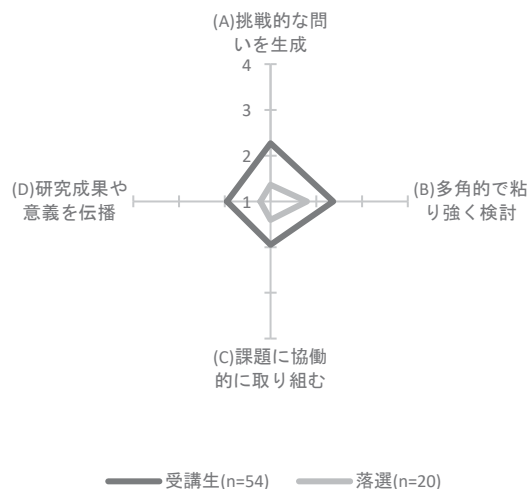 (A)挑戦的な問
いを生成
4
3
2
1
(D)研究成果や
意義を伝播
(B)多角的で粘
り強く検討
(C)課題に協働
的に取り組む
受講生(n=54)
落選(n=20)